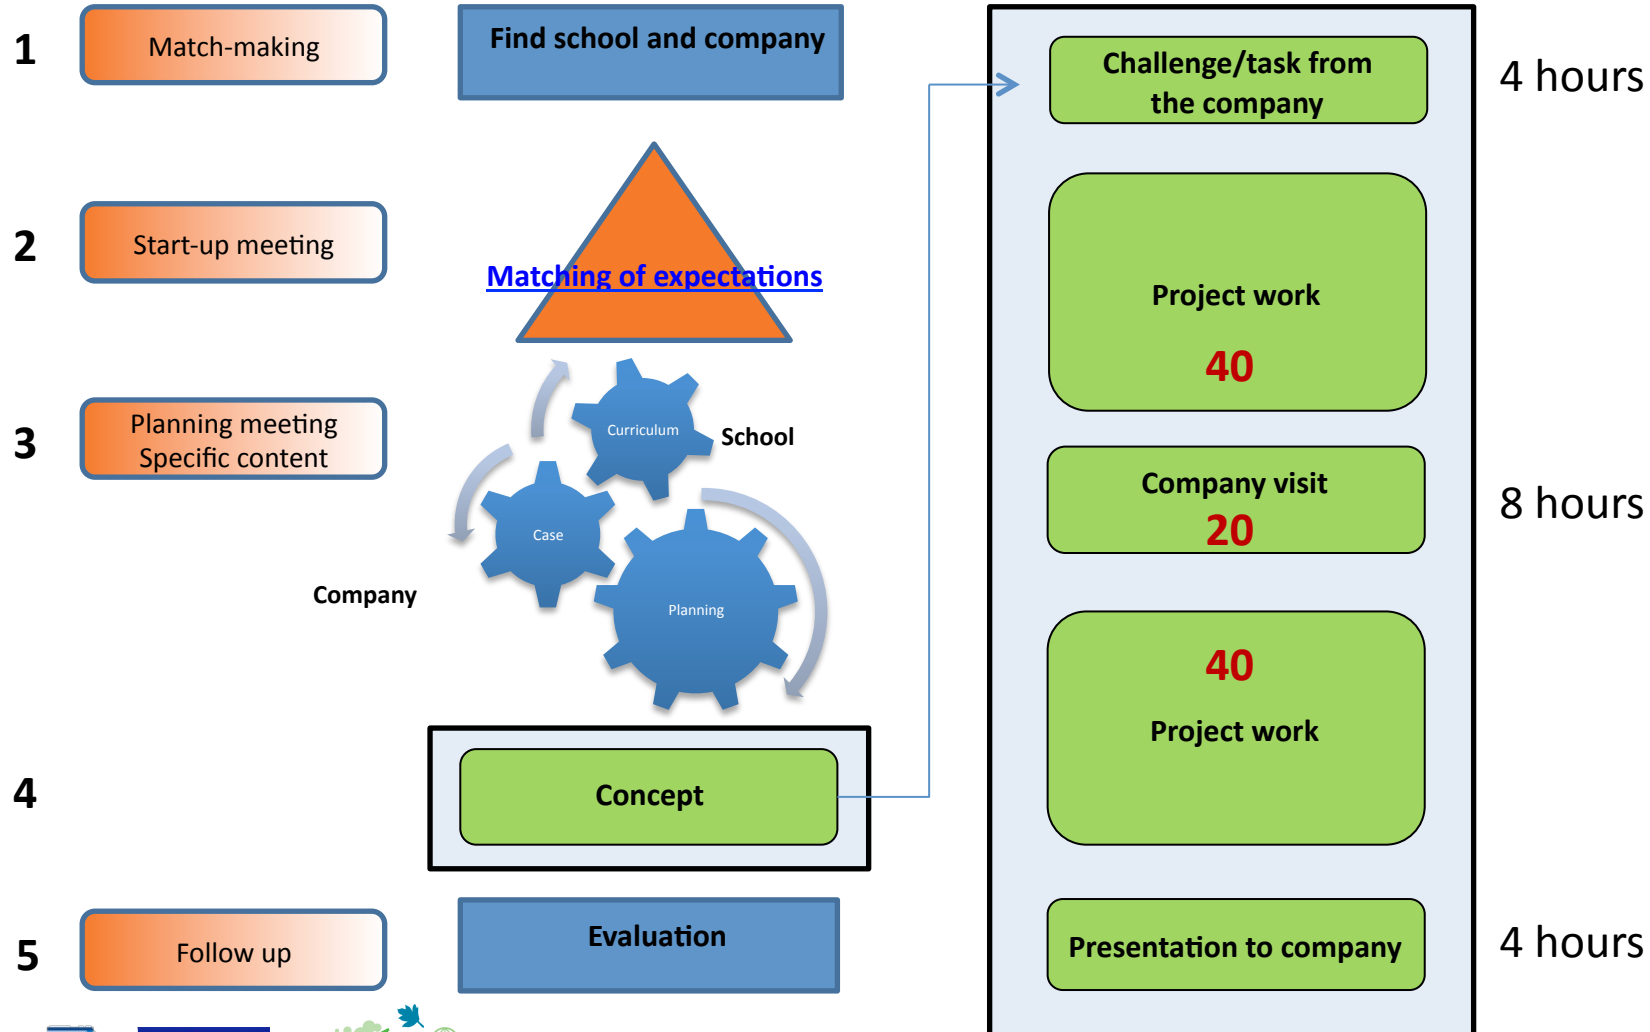 1
Match-making
Find school and company
2
Start-up meeting
Matching of expectations
3
Planning meeting
Specific content
Curriculum
School
Case
Company
Planning
4
Concept
5
Follow up
Evaluation
Challenge/task from
the company
4 hours
Project work
40
Company visit
20
8 hours
40
Project work
Presentation to company
4 hours